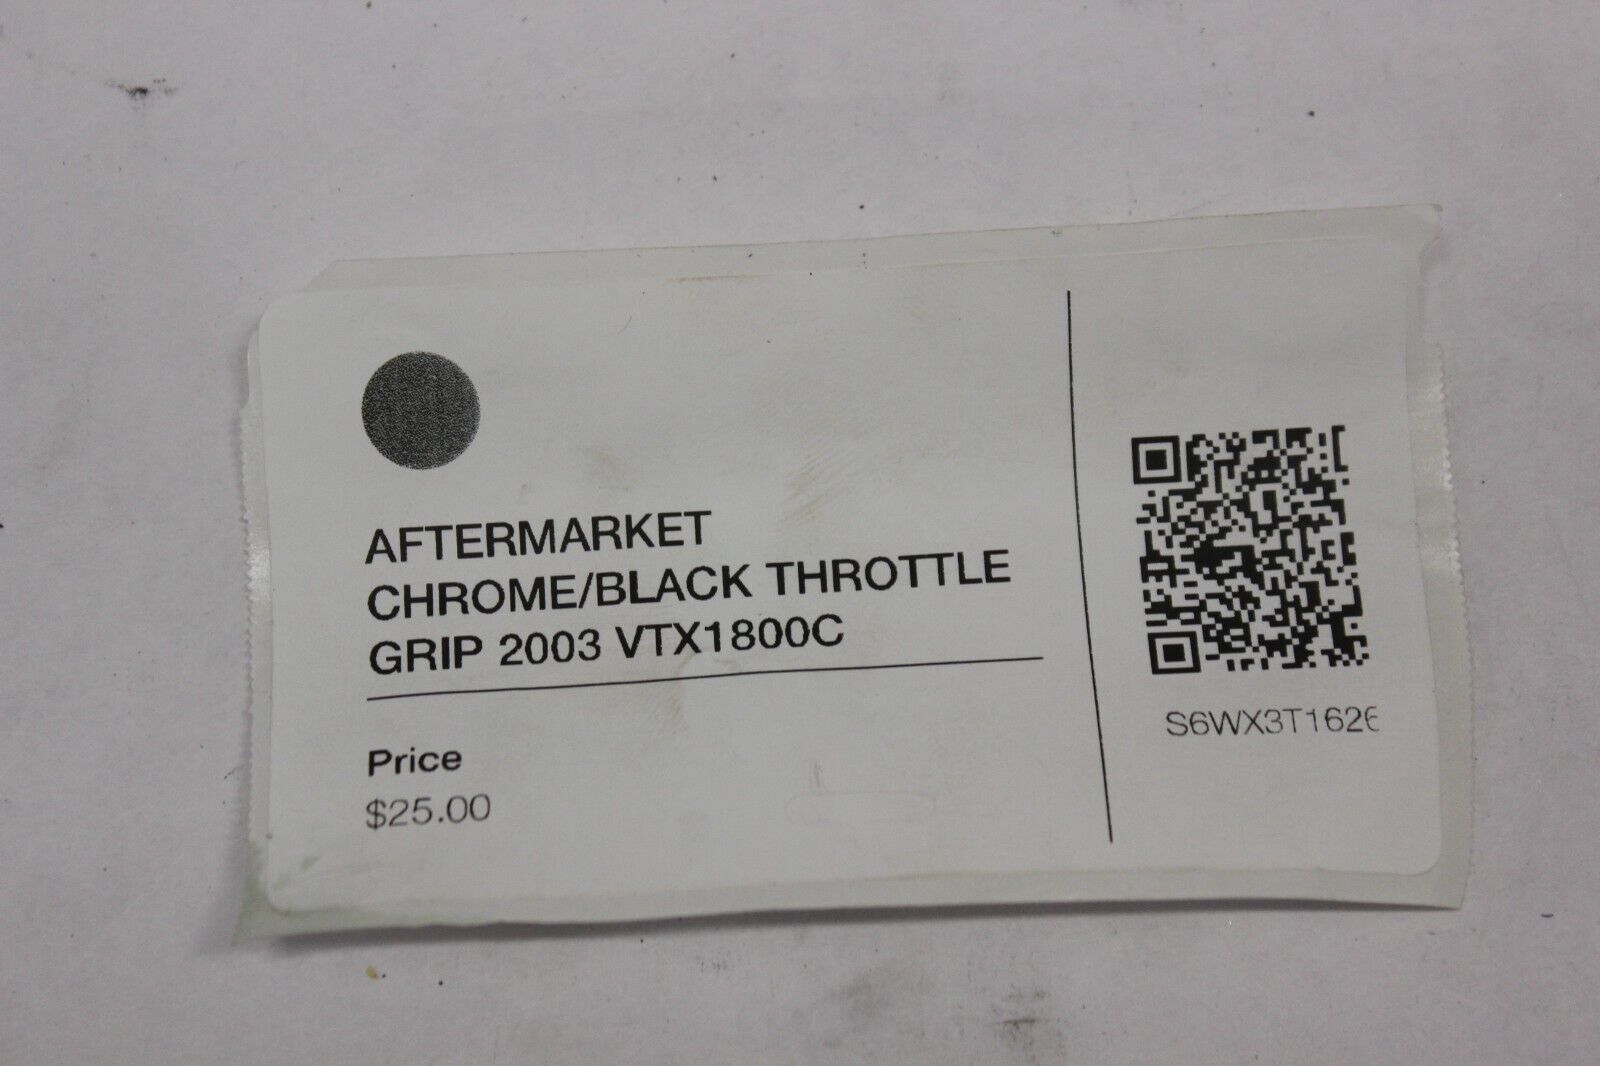 AFTERMARKET
CHROME/BLACK THROTTLE
GRIP 2003 VTX1800C
Price
$25.00
S6WX3T1626